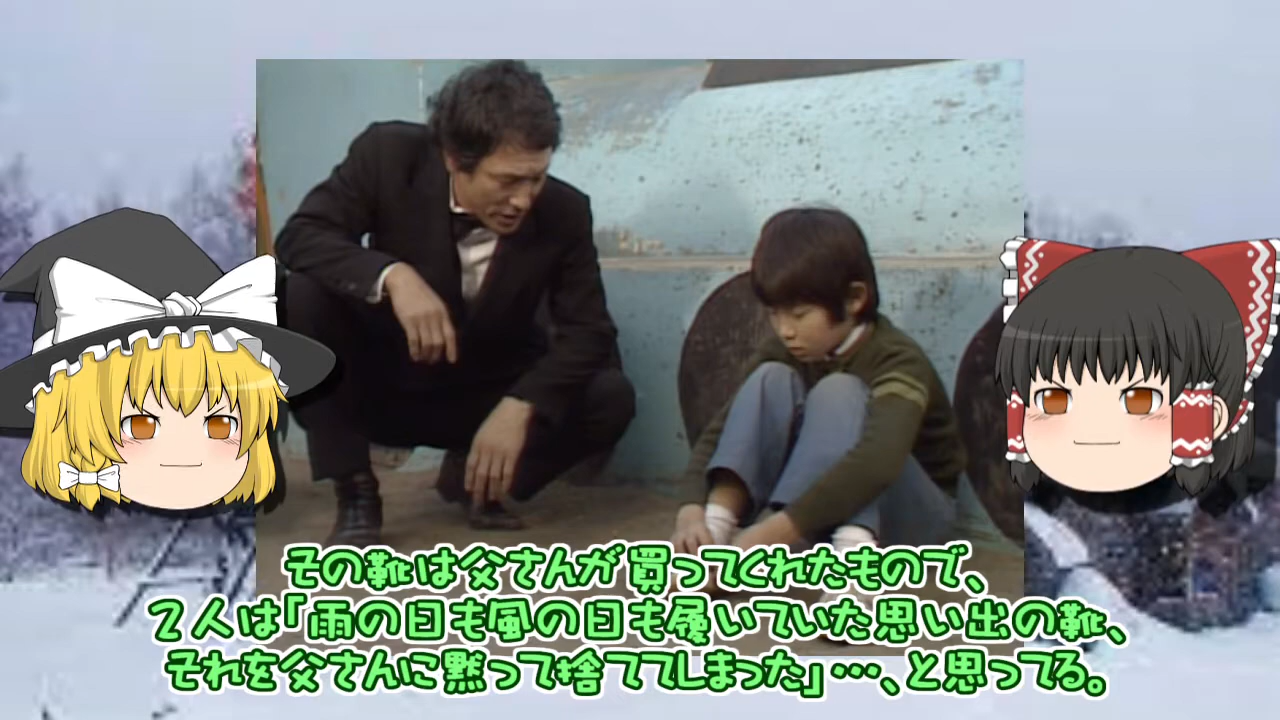 その靴は父さんが買ってくれたもので、
２人は「雨の日も風の日も履いていた思い出の靴、
それを父さんに黙って捨ててしまった」…、と思ってる。